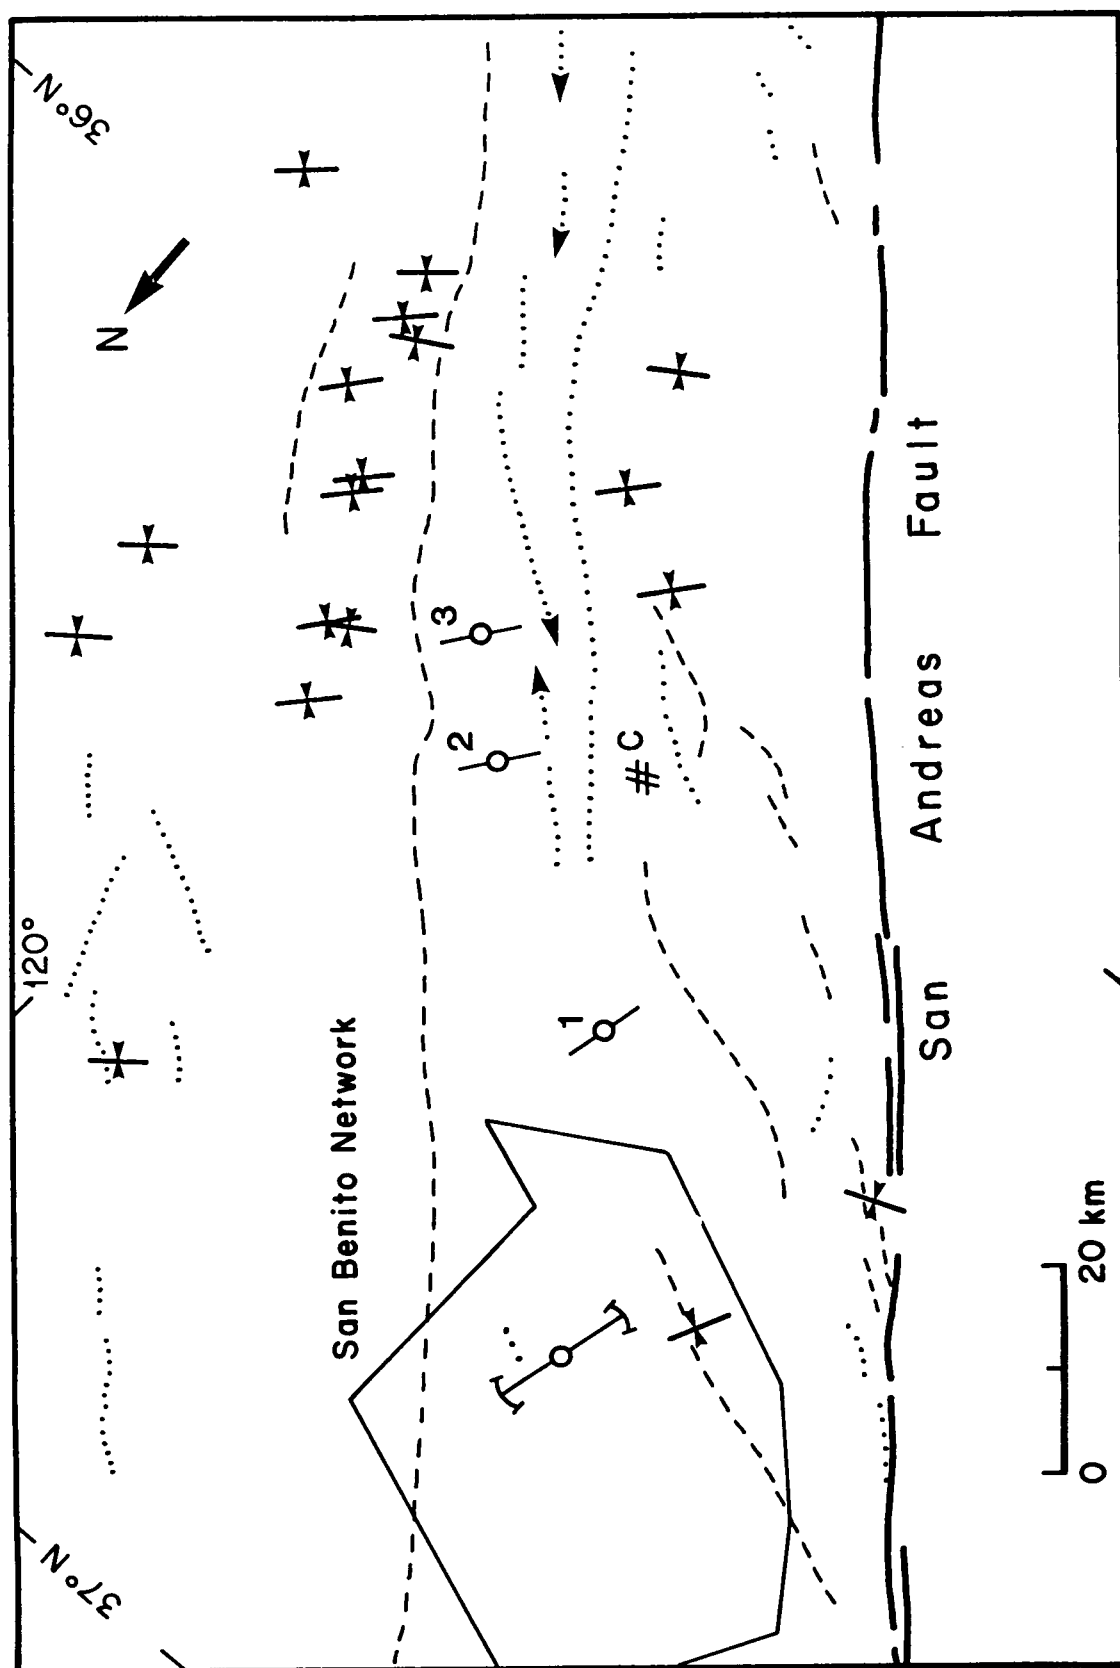 36°N
N
120°
37°N
San Benito Network
3
2
1
# C
San Andreas Fault
0 20 km